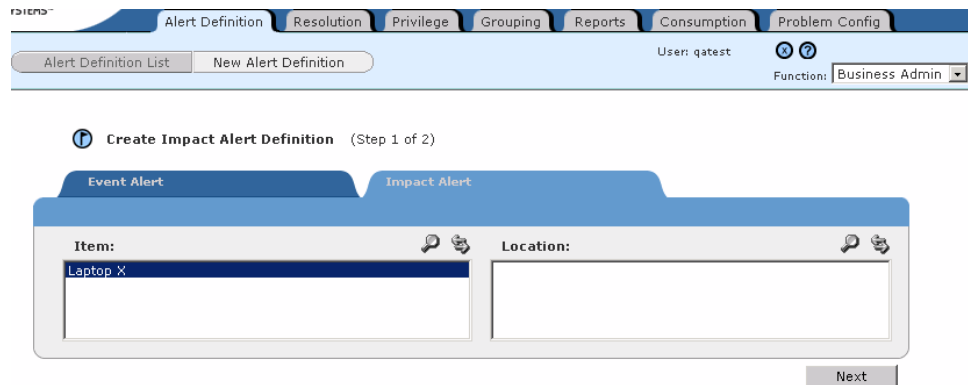 Alert Definition Resolution Privilege Grouping Reports Consumption Problem Config
Alert Definition List New Alert Definition User: qatest
Function: Business Admin
Create Impact Alert Definition (Step 1 of 2)
Event Alert Impact Alert
Item: Location:
Laptop X
Next